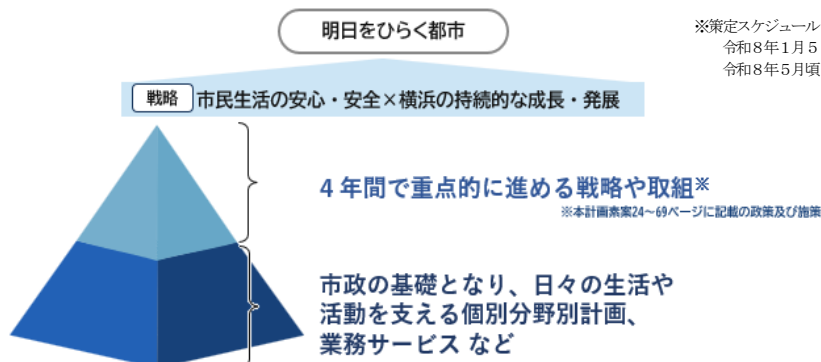 明日をひらく都市
※策定スケジュール
令和8年1月5
令和8年5月頃
戦略 市民生活の安心・安全×横浜の持続的な成長・発展
4年間で重点的に進める戦略や取組※
※本計画素案24～69ページに記載の政策及び施策
市政の基礎となり、日々の生活や
活動を支える個別分野別計画、
業務サービス など